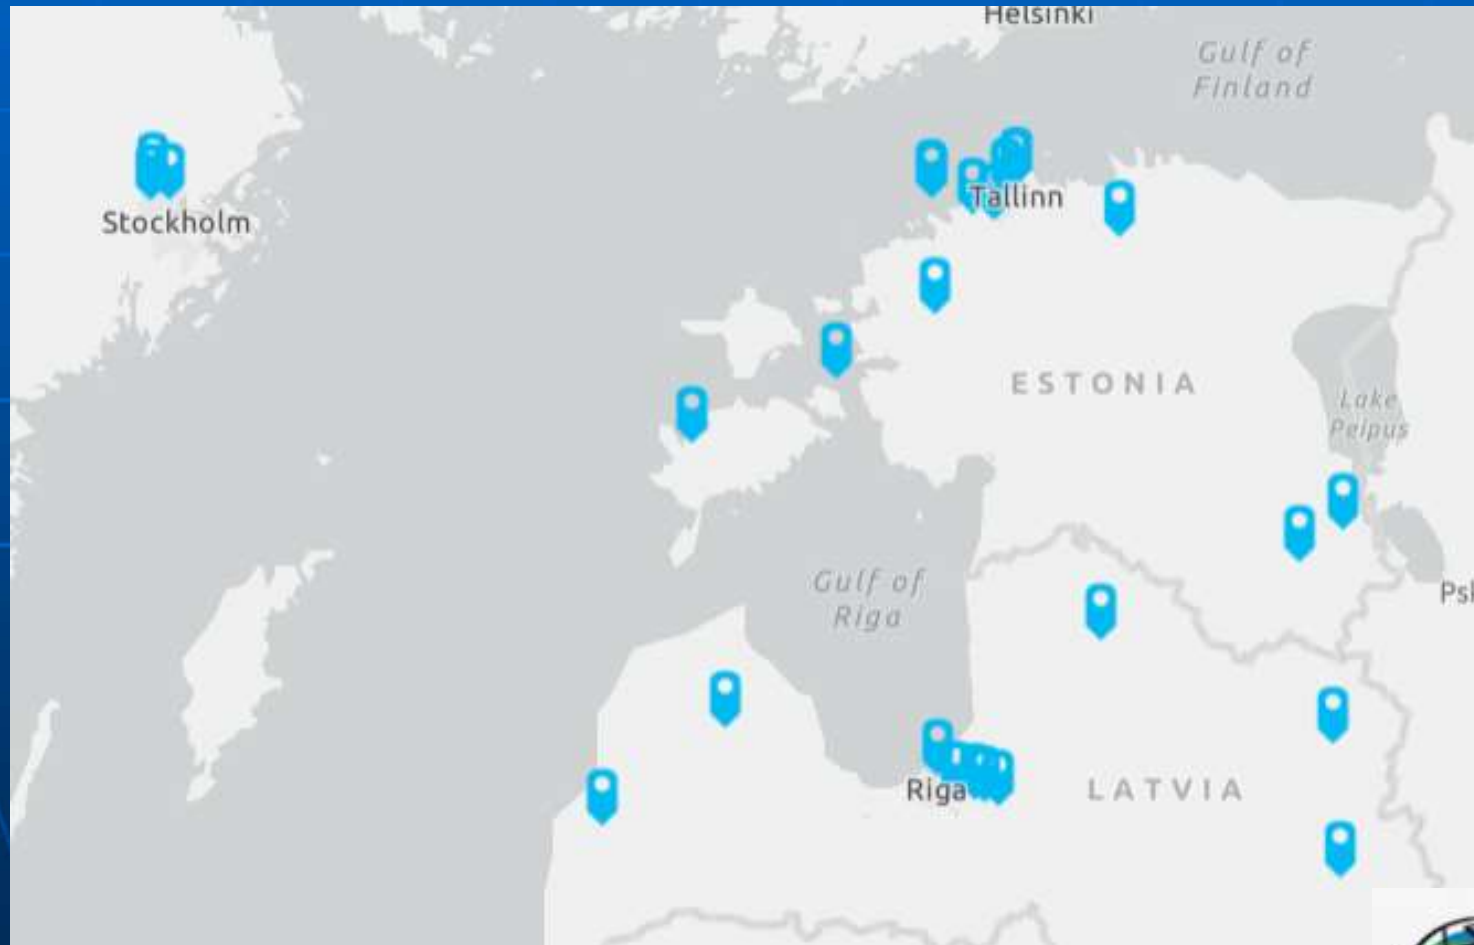 Helsinki
Gulf of
Finland
Tallinn
Stockholm
ESTONIA
Lake
Peipus
Gulf of
Riga
Riga
LATVIA